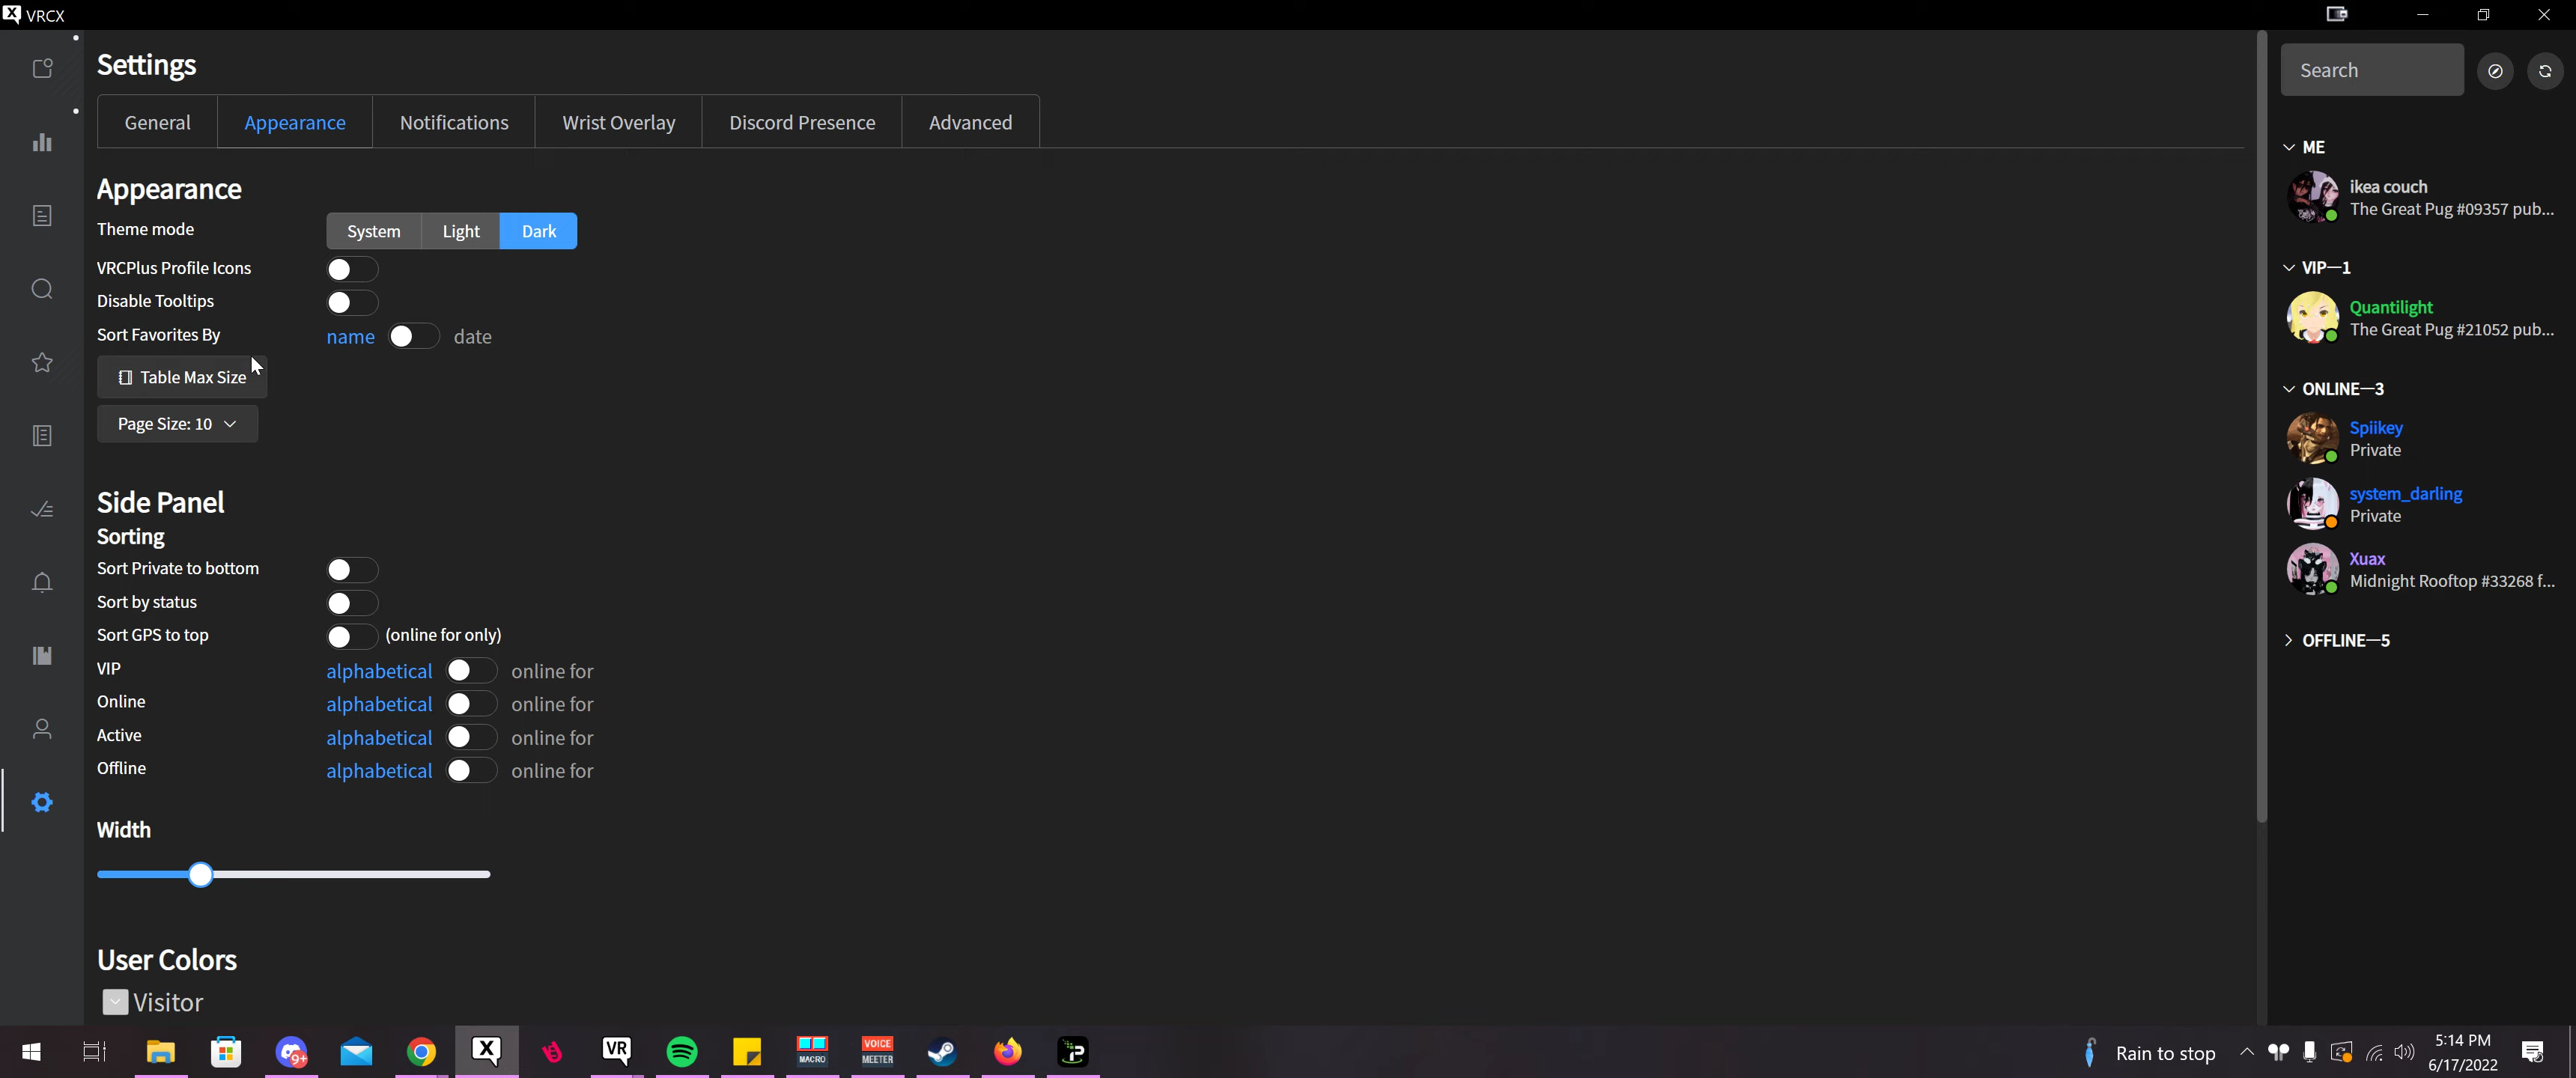 VRCX
Settings
General Appearance Notifications Wrist Overlay Discord Presence Advanced
Appearance
Theme mode System Light Dark
VRCPlus Profile Icons
Disable Tooltips
Sort Favorites By name date
Table Max Size
Page Size: 10
Side Panel
Sorting
Sort Private to bottom
Sort by status
Sort GPS to top (online for only)
VIP alphabetical online for
Online alphabetical online for
Active alphabetical online for
Offline alphabetical online for
Width
User Colors
Visitor
Search
ME
ikea couch
The Great Pug #09357 pub...
VIP—1
Quantilight
The Great Pug #21052 pub...
ONLINE—3
Spiikey
Private
system_darling
Private
Xuax
Midnight Rooftop #33268 f...
OFFLINE—5
9+
X
VR
MACRO
VOICE
MEETER
Rain to stop
5:14 PM
6/17/2022